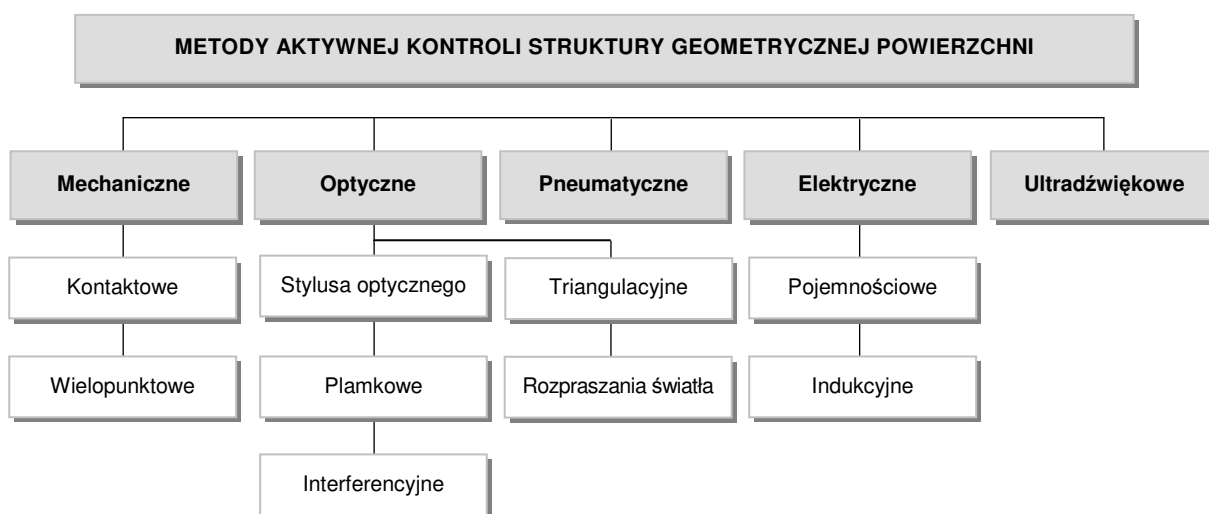 METODY AKTYWNEJ KONTROLI STRUKTURY GEOMETRYCZNEJ POWIERZCHNI
Mechaniczne
Optyczne
Pneumatyczne
Elektryczne
Ultradźwiękowe
Kontaktowe
Stylusa optycznego
Triangulacyjne
Pojemnościowe
Wielopunktowe
Plamkowe
Rozpraszania światła
Indukcyjne
Interferencyjne